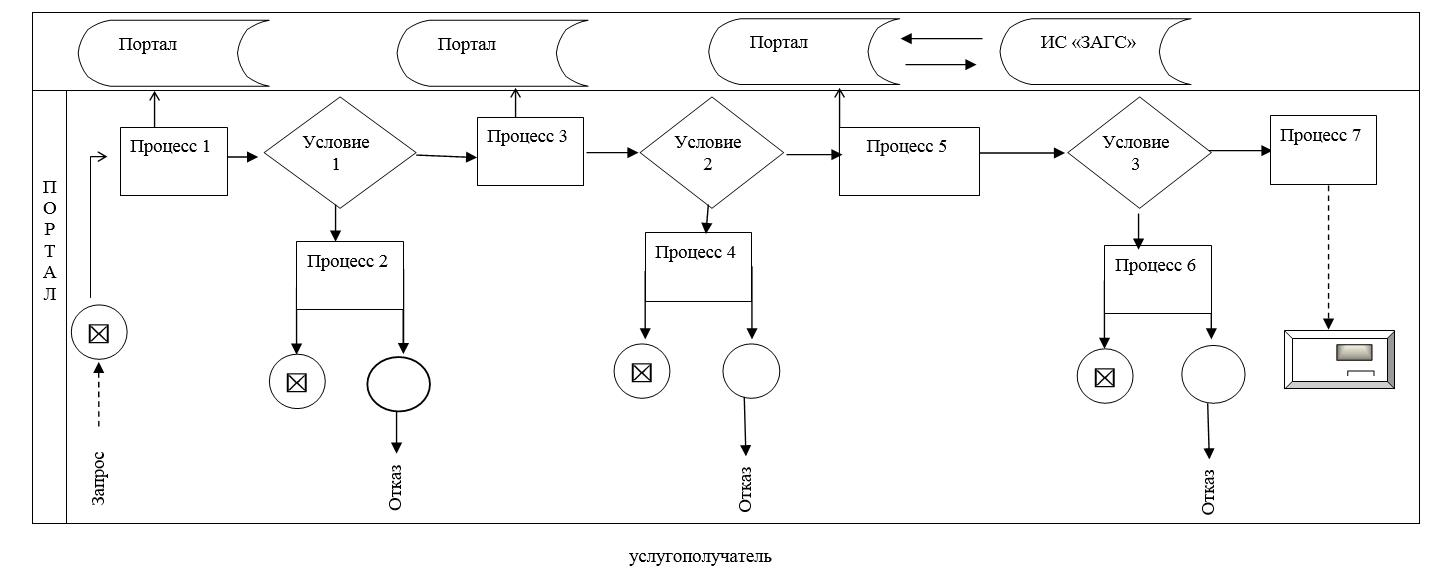 Портал
Портал
Портал
ИС «ЗАГС»
ПОРТАЛ
Процесс 1
Условие
1
Процесс 3
Условие
2
Процесс 5
Условие
3
Процесс 7
Процесс 2
Процесс 4
Процесс 6
Запрос
Отказ
Отказ
Отказ
услугополучатель